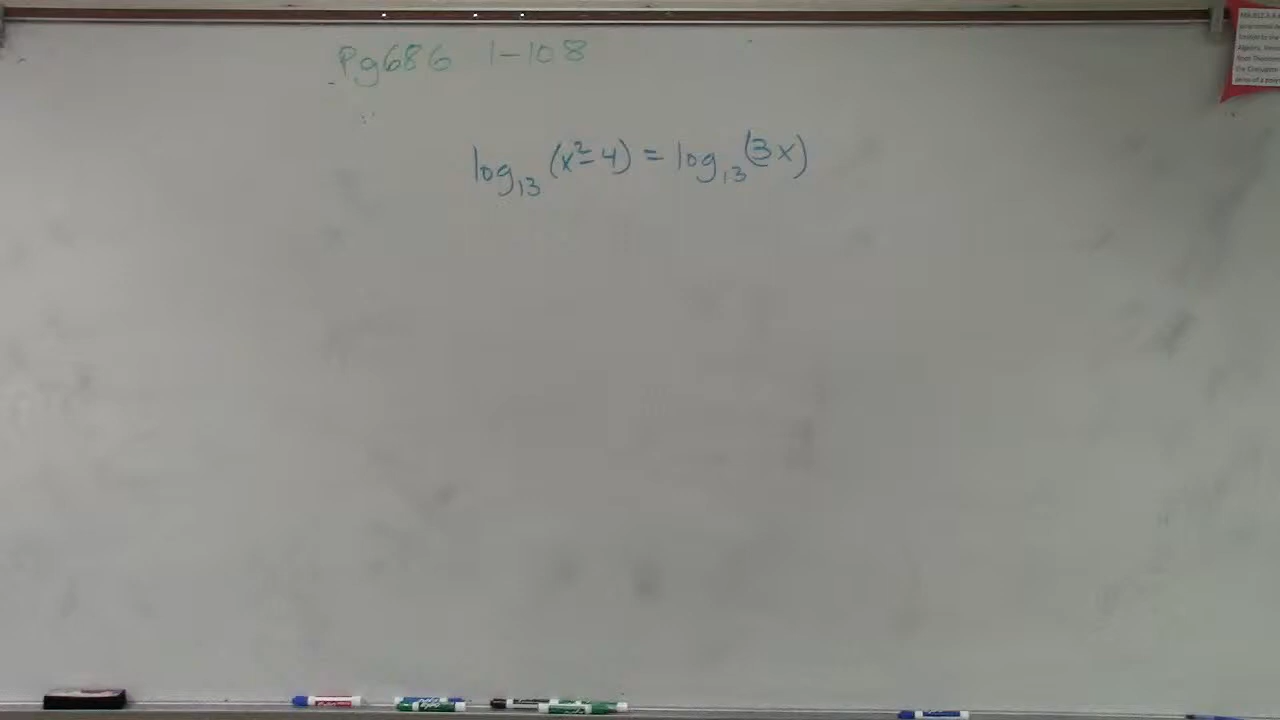 Pg686 1-108
log₁₃ (x²-4) = log₁₃ (3x)